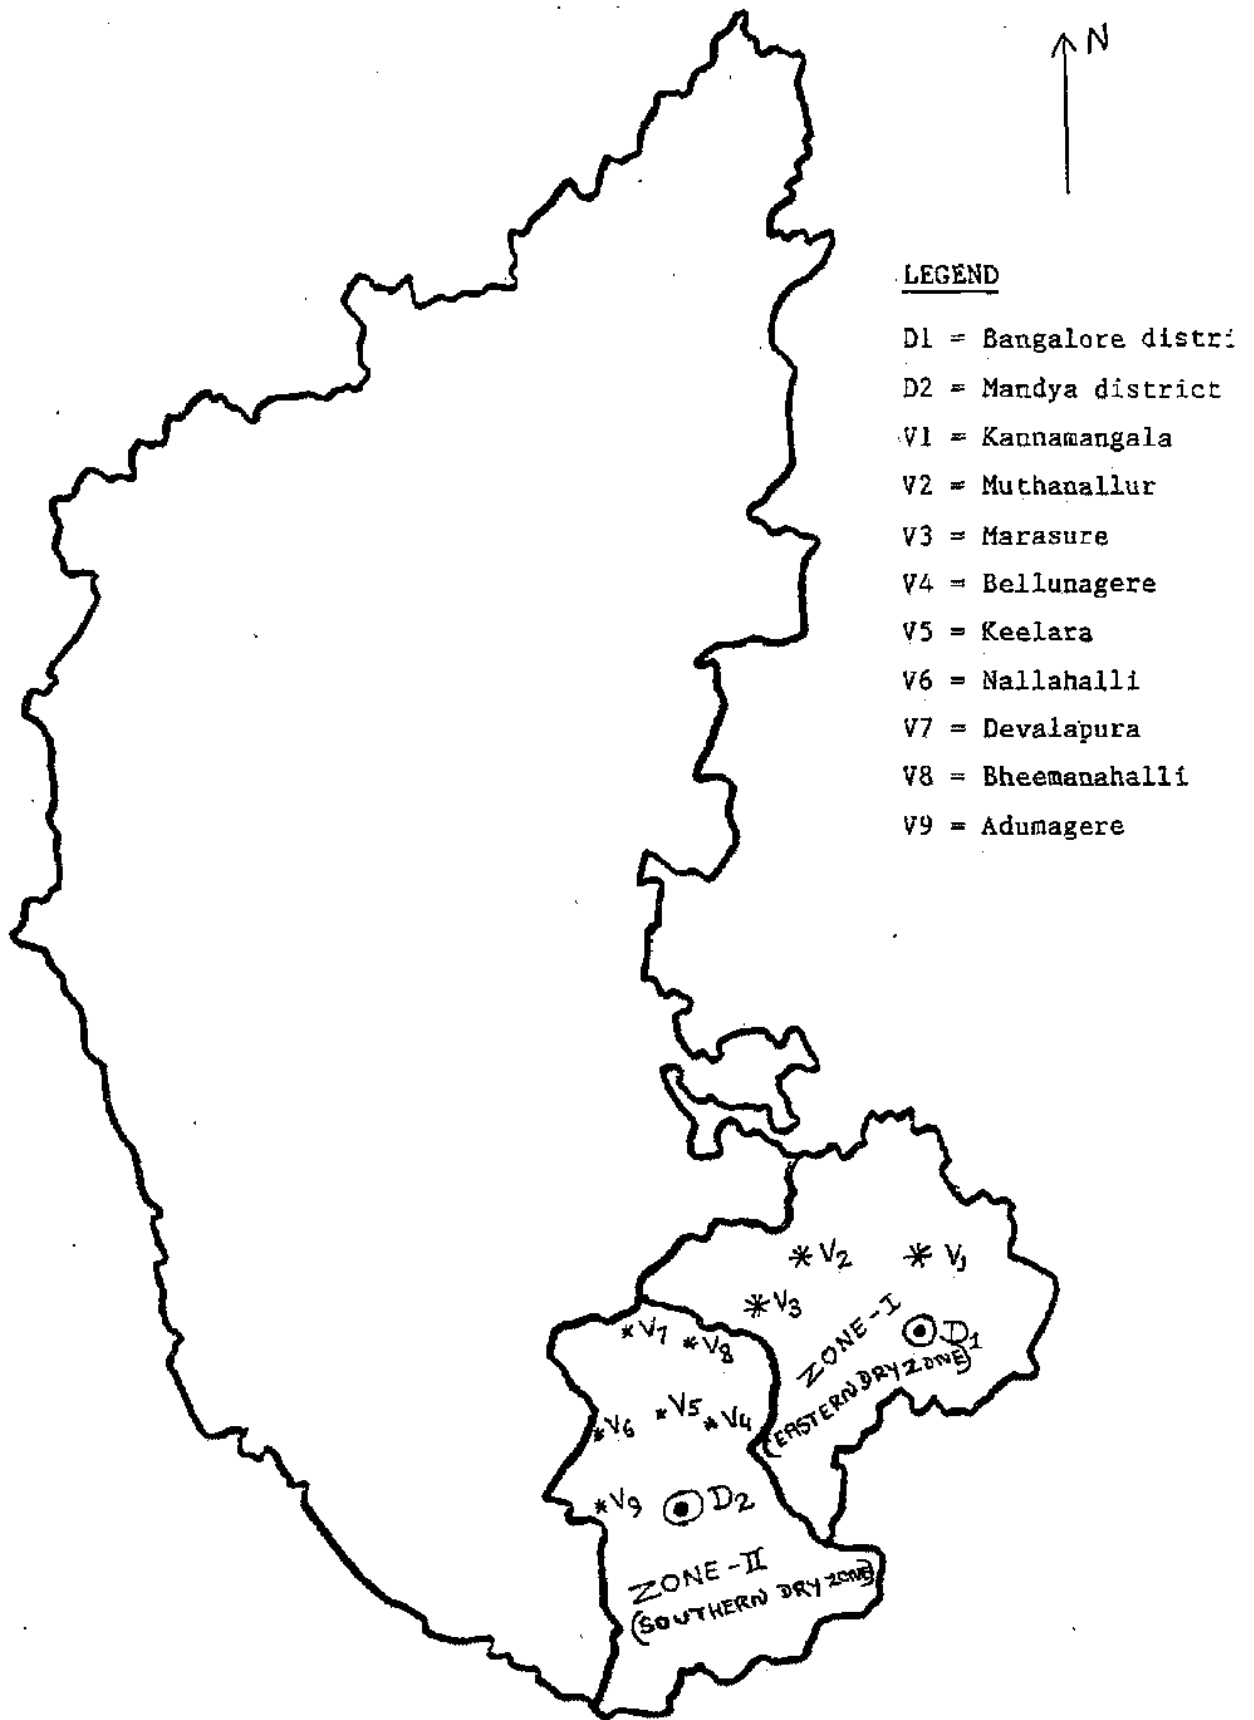 N
LEGEND
D1 = Bangalore distri
D2 = Mandya district
V1 = Kannamangala
V2 = Muthanallur
V3 = Marasure
V4 = Bellunagere
V5 = Keelara
V6 = Nallahalli
V7 = Devalapura
V8 = Bheemanahalli
V9 = Adumagere
V2
V1
V3
V7
V8
ZONE-I
D1
(EASTERN DRY ZONE)
V5
V4
V6
V9
D2
ZONE-II
(SOUTHERN DRY ZONE)